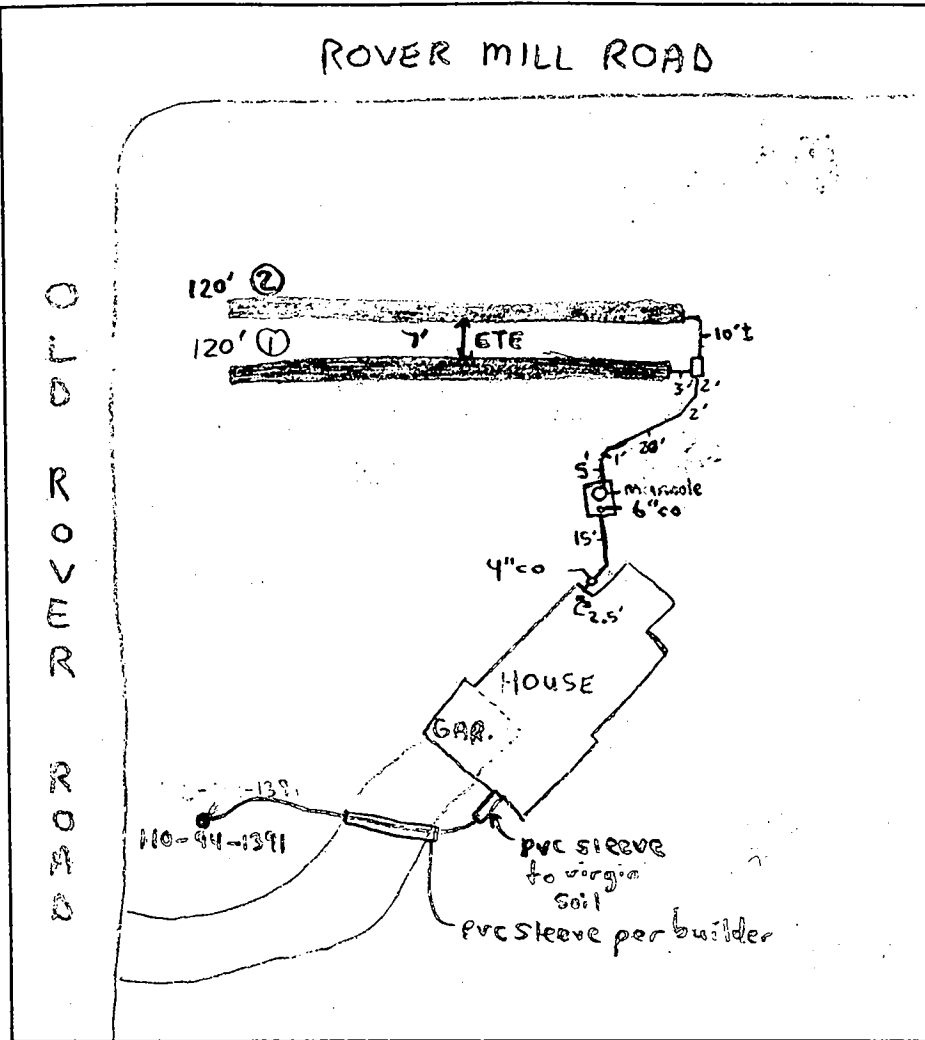 ROVER MILL ROAD
OLD ROVER ROAD
120' ②
120' ①
7' ETE
10'±
3' 2'
2'
20'
5' 1'
manhole
6"co
15'
4"co
2.5'
HOUSE
GAR.
-1391
HO-94-1391
PVC sleeve
to virgin
soil
PVC sleeve per builder